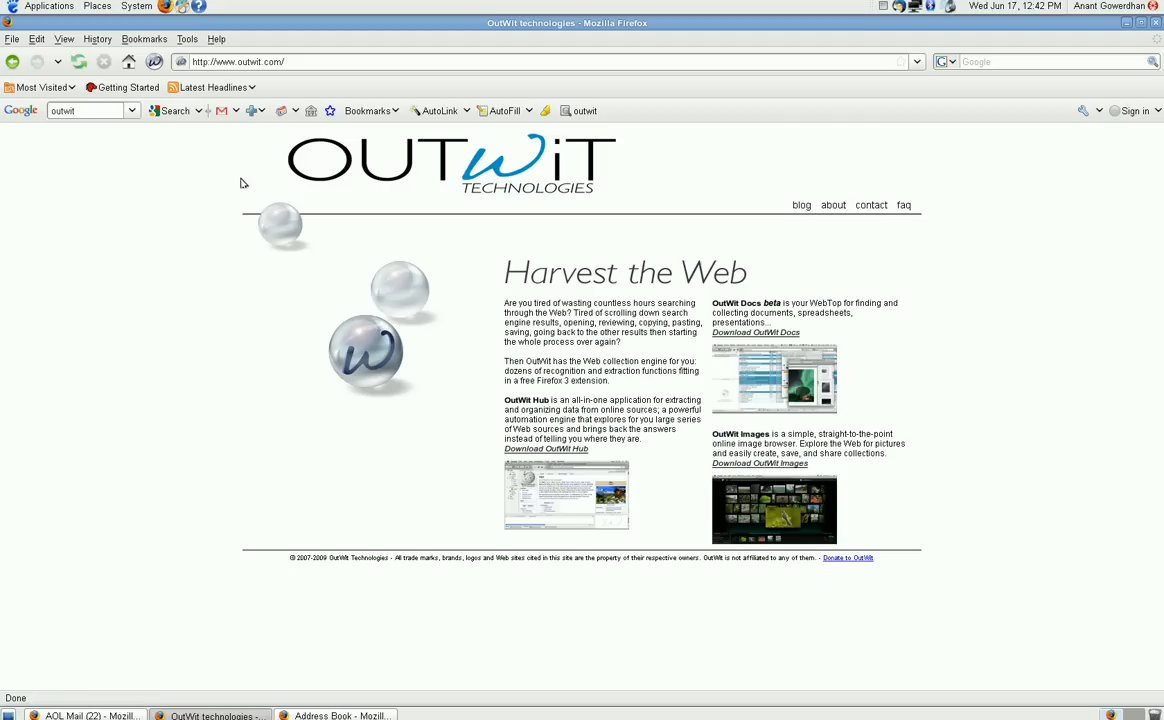 Applications Places System Wed Jun 17, 12:42 PM Anant Gowerdhan
OutWit technologies - Mozilla Firefox
File Edit View History Bookmarks Tools Help
http://www.outwit.com/ G Google
Most Visited Getting Started Latest Headlines
Google outwit Search Bookmarks AutoLink AutoFill outwit Sign in
OUTWiT
TECHNOLOGIES
blog about contact faq
Harvest the Web
Are you tired of wasting countless hours searching
through the Web? Tired of scrolling down search
engine results, opening, reviewing, copying, pasting,
saving, going back to the other results then starting
the whole process over again?
Then OutWit has the Web collection engine for you:
dozens of recognition and extraction functions fitting
in a free Firefox 3 extension.
OutWit Hub is an all-in-one application for extracting
and organizing data from online sources; a powerful
automation engine that explores for you large series
of Web sources and brings back the answers
instead of telling you where they are.
Download OutWit Hub
OutWit Docs beta is your WebTop for finding and
collecting documents, spreadsheets,
presentations...
Download OutWit Docs
OutWit Images is a simple, straight-to-the-point
online image browser. Explore the Web for pictures
and easily create, save, and share collections.
Download OutWit Images
w
© 2007-2009 OutWit Technologies - All trade marks, brands, logos and Web sites cited in this site are the property of their respective owners. OutWit is not affiliated to any of them. - Donate to OutWit
Done
AOL Mail (22) - Mozill... OutWit technologies -... Address Book - Mozill...